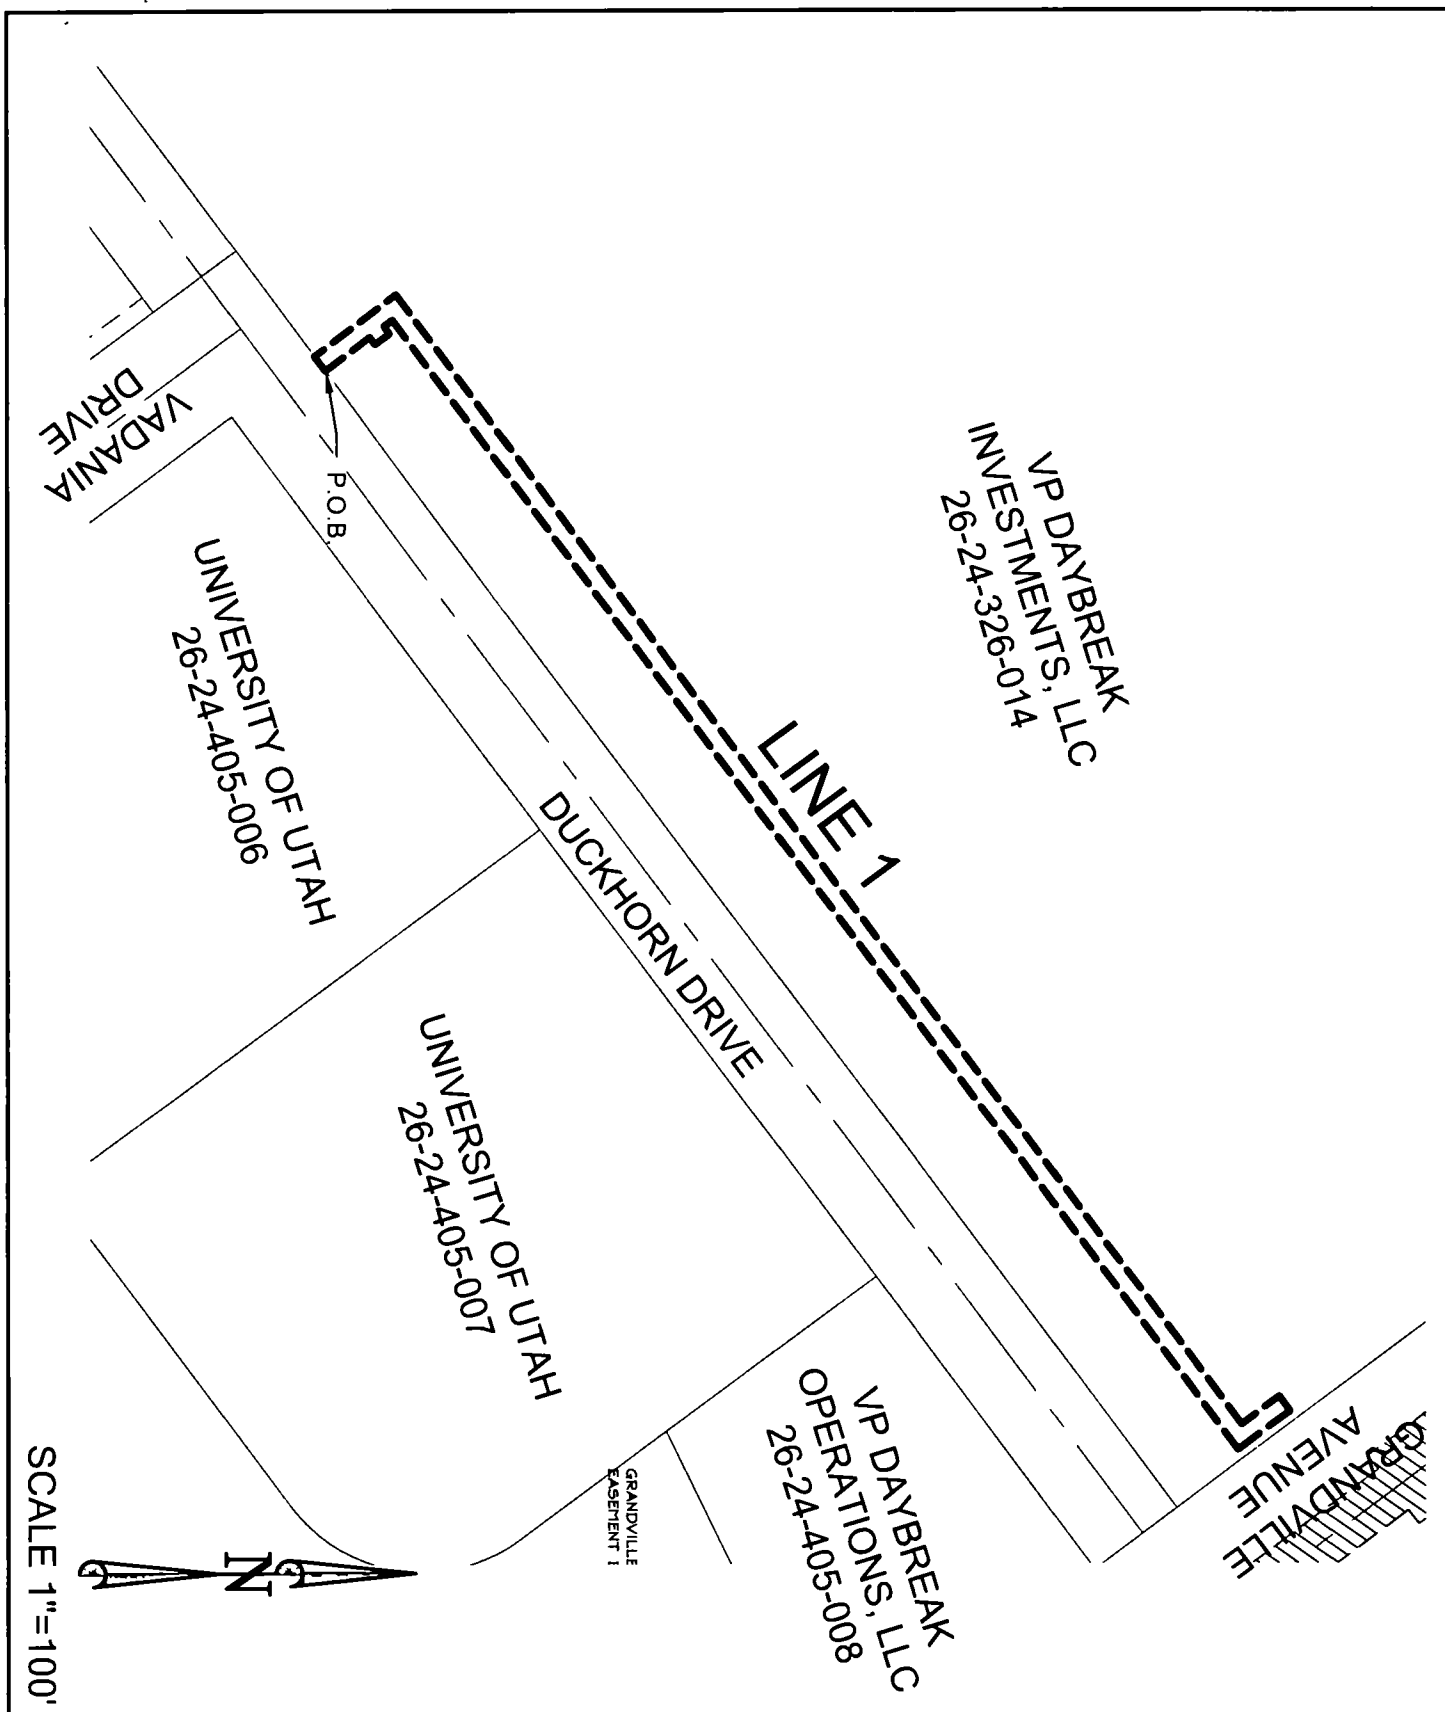 VP DAYBREAK
INVESTMENTS, LLC
26-24-326-014
LINE 1
GRANDVILLE
AVENUE
DUCKHORN DRIVE
P.O.B.
VADANIA
DRIVE
UNIVERSITY OF UTAH
26-24-405-006
UNIVERSITY OF UTAH
26-24-405-007
VP DAYBREAK
OPERATIONS, LLC
26-24-405-008
GRANDVILLE
EASEMENT 1
N
SCALE 1"=100'